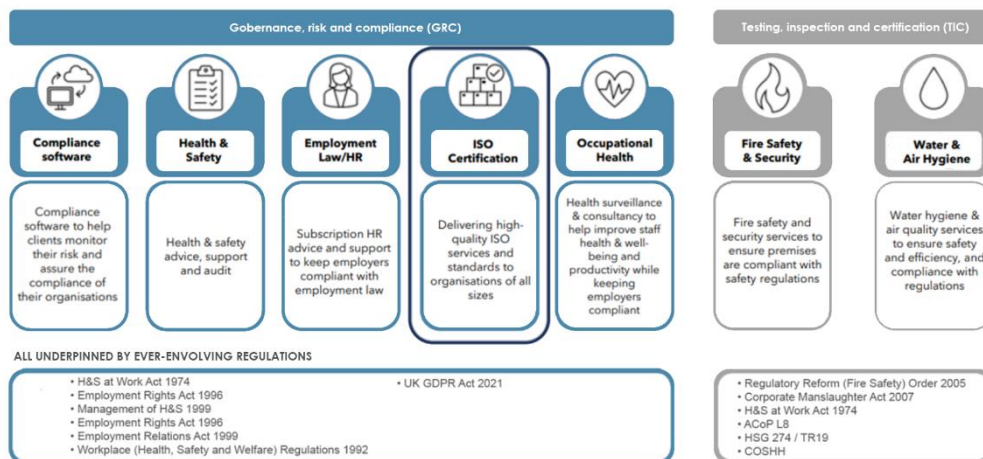 Gobernance, risk and compliance (GRC)
Testing, inspection and certification (TIC)
Compliance
software
Health &
Safety
Employment
Law/HR
ISO
Certification
Occupational
Health
Fire Safety
& Security
Water &
Air Hygiene
Compliance
software to help
clients monitor
their risk and
assure the
compliance of
their organisations
Health & safety
advice, support
and audit
Subscription HR
advice and support
to keep employers
compliant with
employment law
Delivering high-
quality ISO
services and
standards to
organisations of all
sizes
Health surveillance
& consultancy to
help improve staff
health & well-
being and
productivity while
keeping
employers
compliant
Fire safety and
security services to
ensure premises
are compliant with
safety regulations
Water hygiene &
air quality services
to ensure safety
and efficiency, and
compliance with
regulations
ALL UNDERPINNED BY EVER-ENVOLVING REGULATIONS
• H&S at Work Act 1974
• Employment Rights Act 1996
• Management of H&S 1999
• Employment Rights Act 1996
• Employment Relations Act 1999
• Workplace (Health, Safety and Welfare) Regulations 1992
• UK GDPR Act 2021
• Regulatory Reform (Fire Safety) Order 2005
• Corporate Manslaughter Act 2007
• H&S at Work Act 1974
• ACoP L8
• HSG 274 / TR19
• COSHH